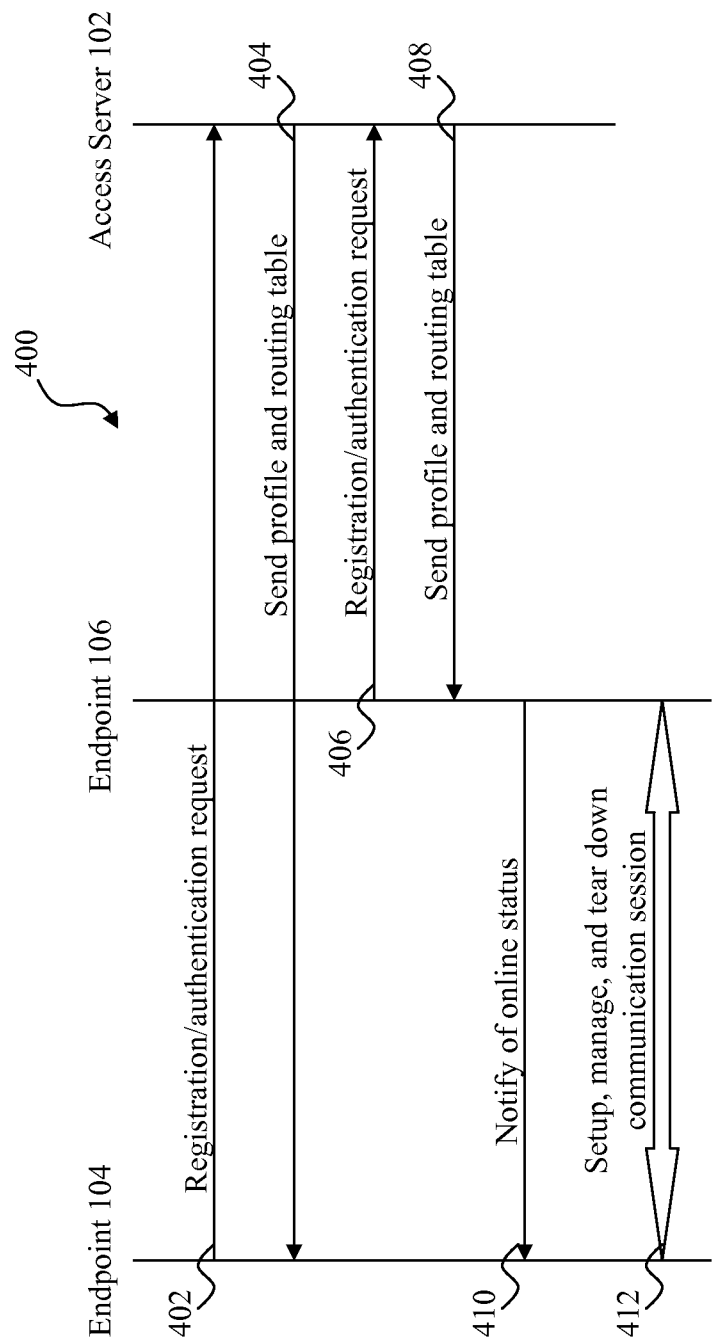 400
Endpoint 104
Endpoint 106
Access Server 102
Registration/authentication request
402
Send profile and routing table
404
Registration/authentication request
406
Send profile and routing table
408
Notify of online status
410
Setup, manage, and tear down
communication session
412